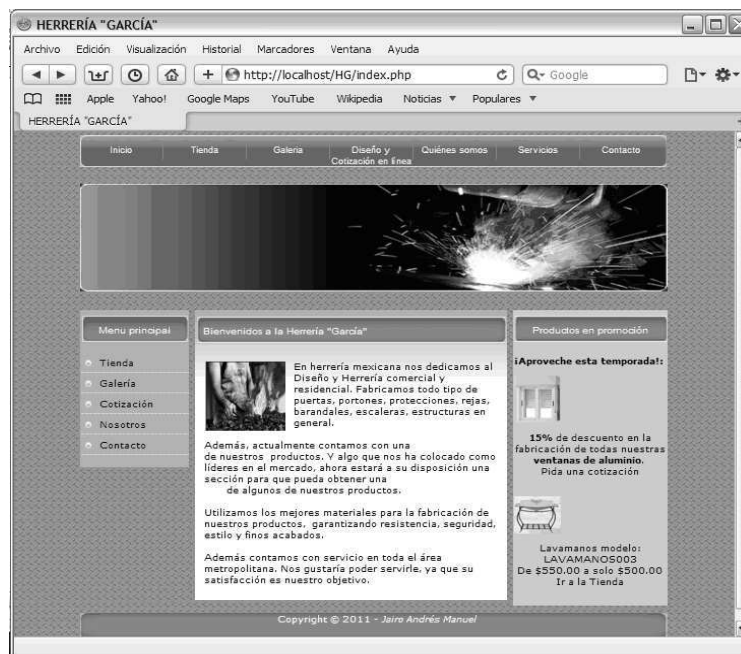 HERRERÍA "GARCÍA"
Archivo Edición Visualización Historial Marcadores Ventana Ayuda
http://localhost/HG/index.php
Google
Apple Yahoo! Google Maps YouTube Wikipedia Noticias Populares
HERRERÍA "GARCÍA"
Inicio Tienda Galeria Diseño y Cotización en línea Quiénes somos Servicios Contacto
Menu principal
Tienda
Galería
Cotización
Nosotros
Contacto
Bienvenidos a la Herrería "García"
En herrería mexicana nos dedicamos al
Diseño y Herrería comercial y
residencial. Fabricamos todo tipo de
puertas, portones, protecciones, rejas,
barandales, escaleras, estructuras en
general.
Además, actualmente contamos con una
de nuestros productos. Y algo que nos ha colocado como
líderes en el mercado, ahora estará a su disposición una
sección para que pueda obtener una
de algunos de nuestros productos.
Utilizamos los mejores materiales para la fabricación de
nuestros productos, garantizando resistencia, seguridad,
estilo y finos acabados.
Además contamos con servicio en toda el área
metropolitana. Nos gustaría poder servirle, ya que su
satisfacción es nuestro objetivo.
Productos en promoción
¡Aproveche esta temporada!:
15% de descuento en la
fabricación de todas nuestras
ventanas de aluminio.
Pida una cotización
Lavamanos modelo:
LAVAMANOS003
De $550.00 a solo $500.00
Ir a la Tienda
Copyright © 2011 - Jairo Andrés Manuel